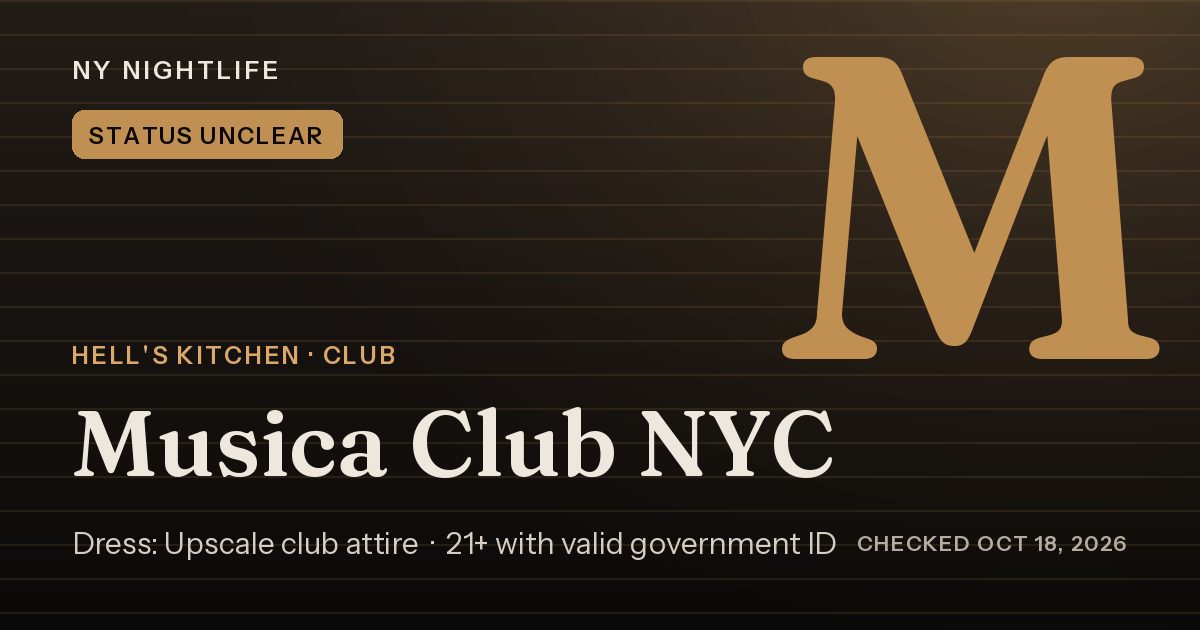 NY NIGHTLIFE
STATUS UNCLEAR
M
HELL'S KITCHEN · CLUB
Musica Club NYC
Dress: Upscale club attire · 21+ with valid government ID
CHECKED OCT 18, 2026